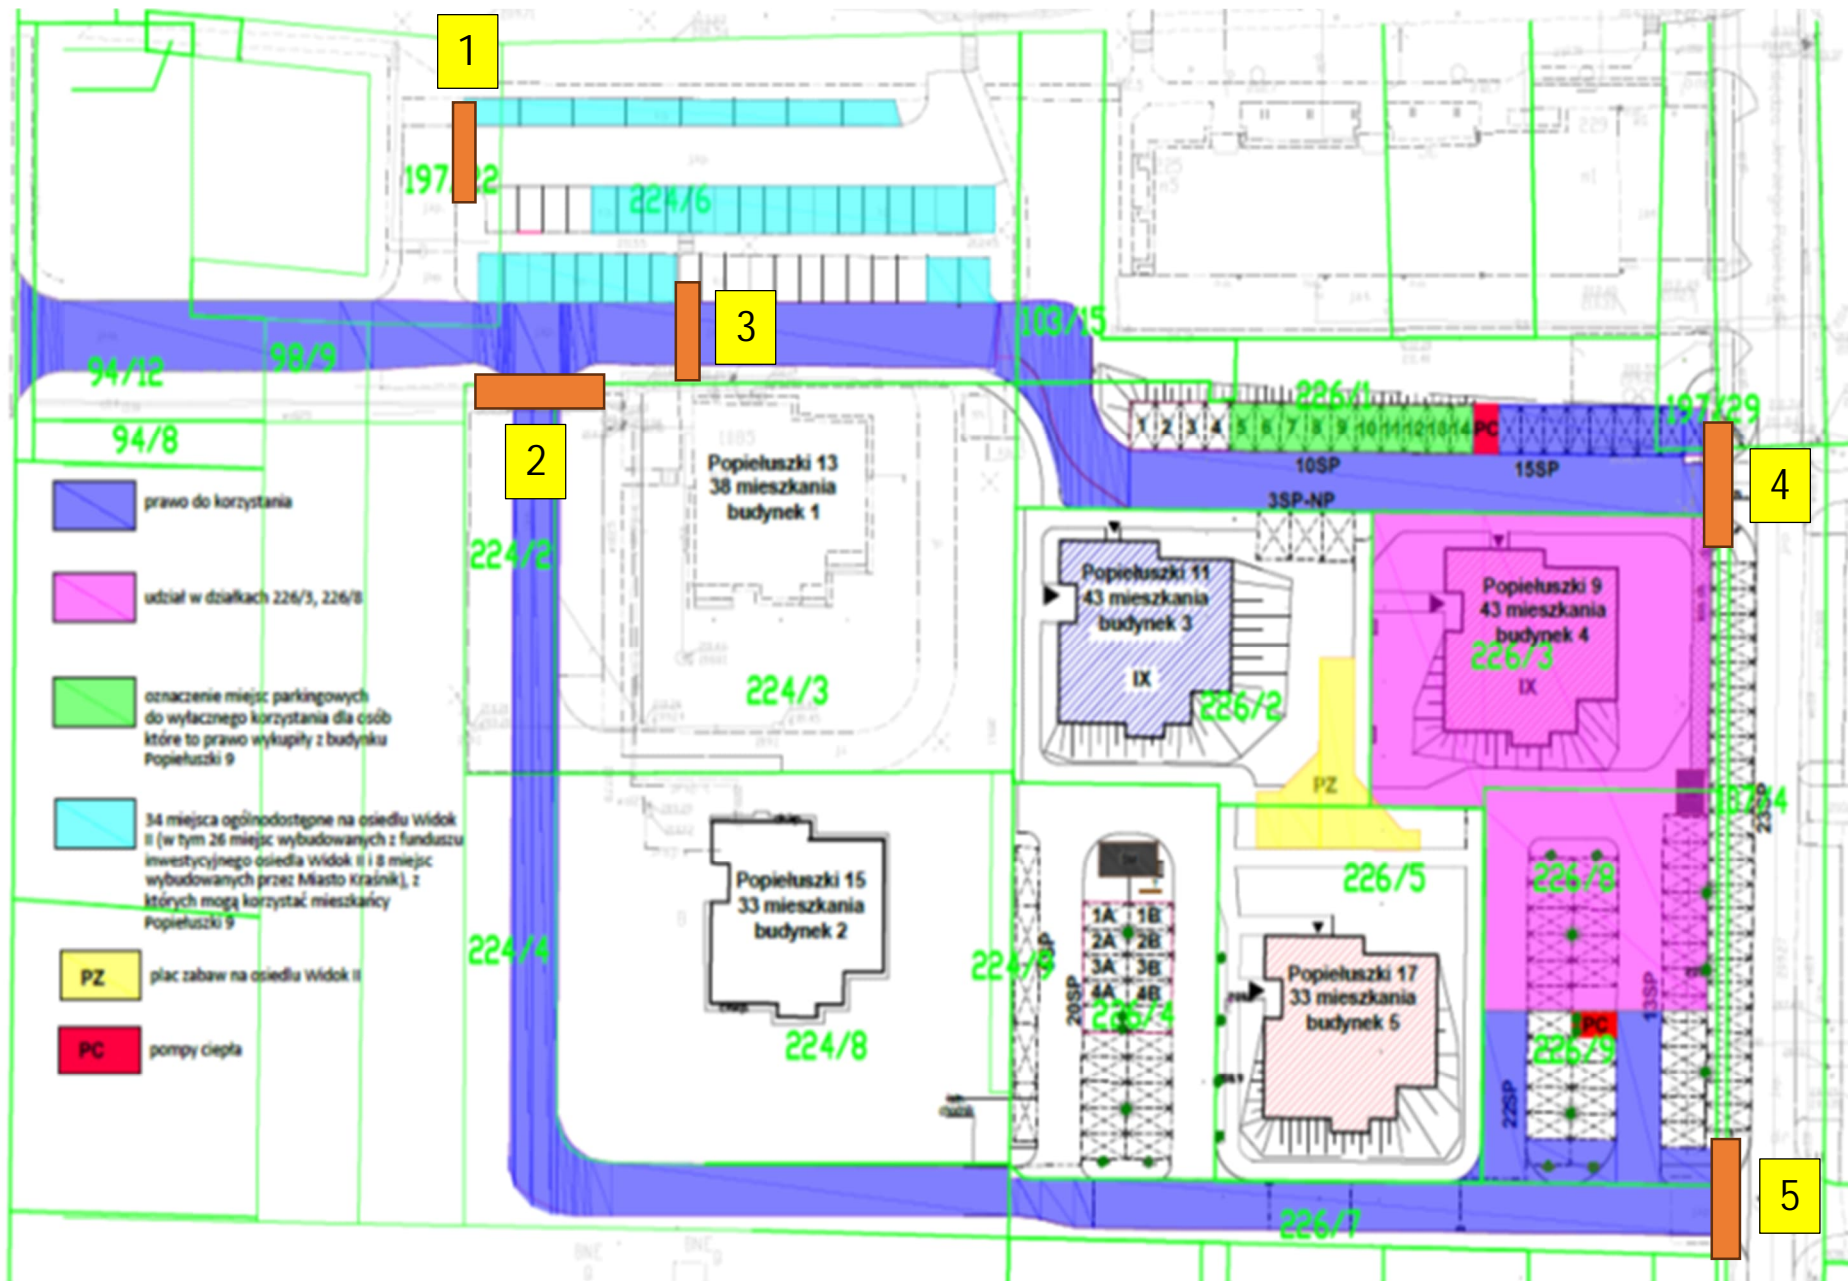 1
197/22
224/6
3
103/15
94/12
98/9
226/1
197/29
1 2 3 4 5 6 7 8 9 10 11 12 13 14 PC
94/8
2
10SP
15SP
4
Popiełuszki 13
38 mieszkania
budynek 1
3SP-NP
prawo do korzystania
224/2
Popiełuszki 11
43 mieszkania
budynek 3
IX
Popiełuszki 9
43 mieszkania
budynek 4
226/3
IX
udział w działkach 226/3, 226/8
224/3
226/2
oznaczenie miejsc parkingowych
do wyłacznego korzystania dla osób
które to prawo wykupiły z budynku
Popiełuszki 9
PZ
23SP
34 miejsca ogólnodostępne na osiedlu Widok
II (w tym 26 miejsc wybudowanych z funduszu
inwestycyjnego osiedla Widok II i 8 miejsc
wybudowanych przez Miasto Kraśnik), z
których mogą korzystać mieszkańcy
Popiełuszki 9
Popiełuszki 15
33 mieszkania
budynek 2
226/5
226/8
1A 1B
2A 2B
3A 3B
4A 4B
224/4
224/9
20SP
226/4
PZ
plac zabaw na osiedlu Widok II
Popiełuszki 17
33 mieszkania
budynek 5
13SP
PC
226/9
224/8
PC
pompy ciepła
22SP
5
226/7